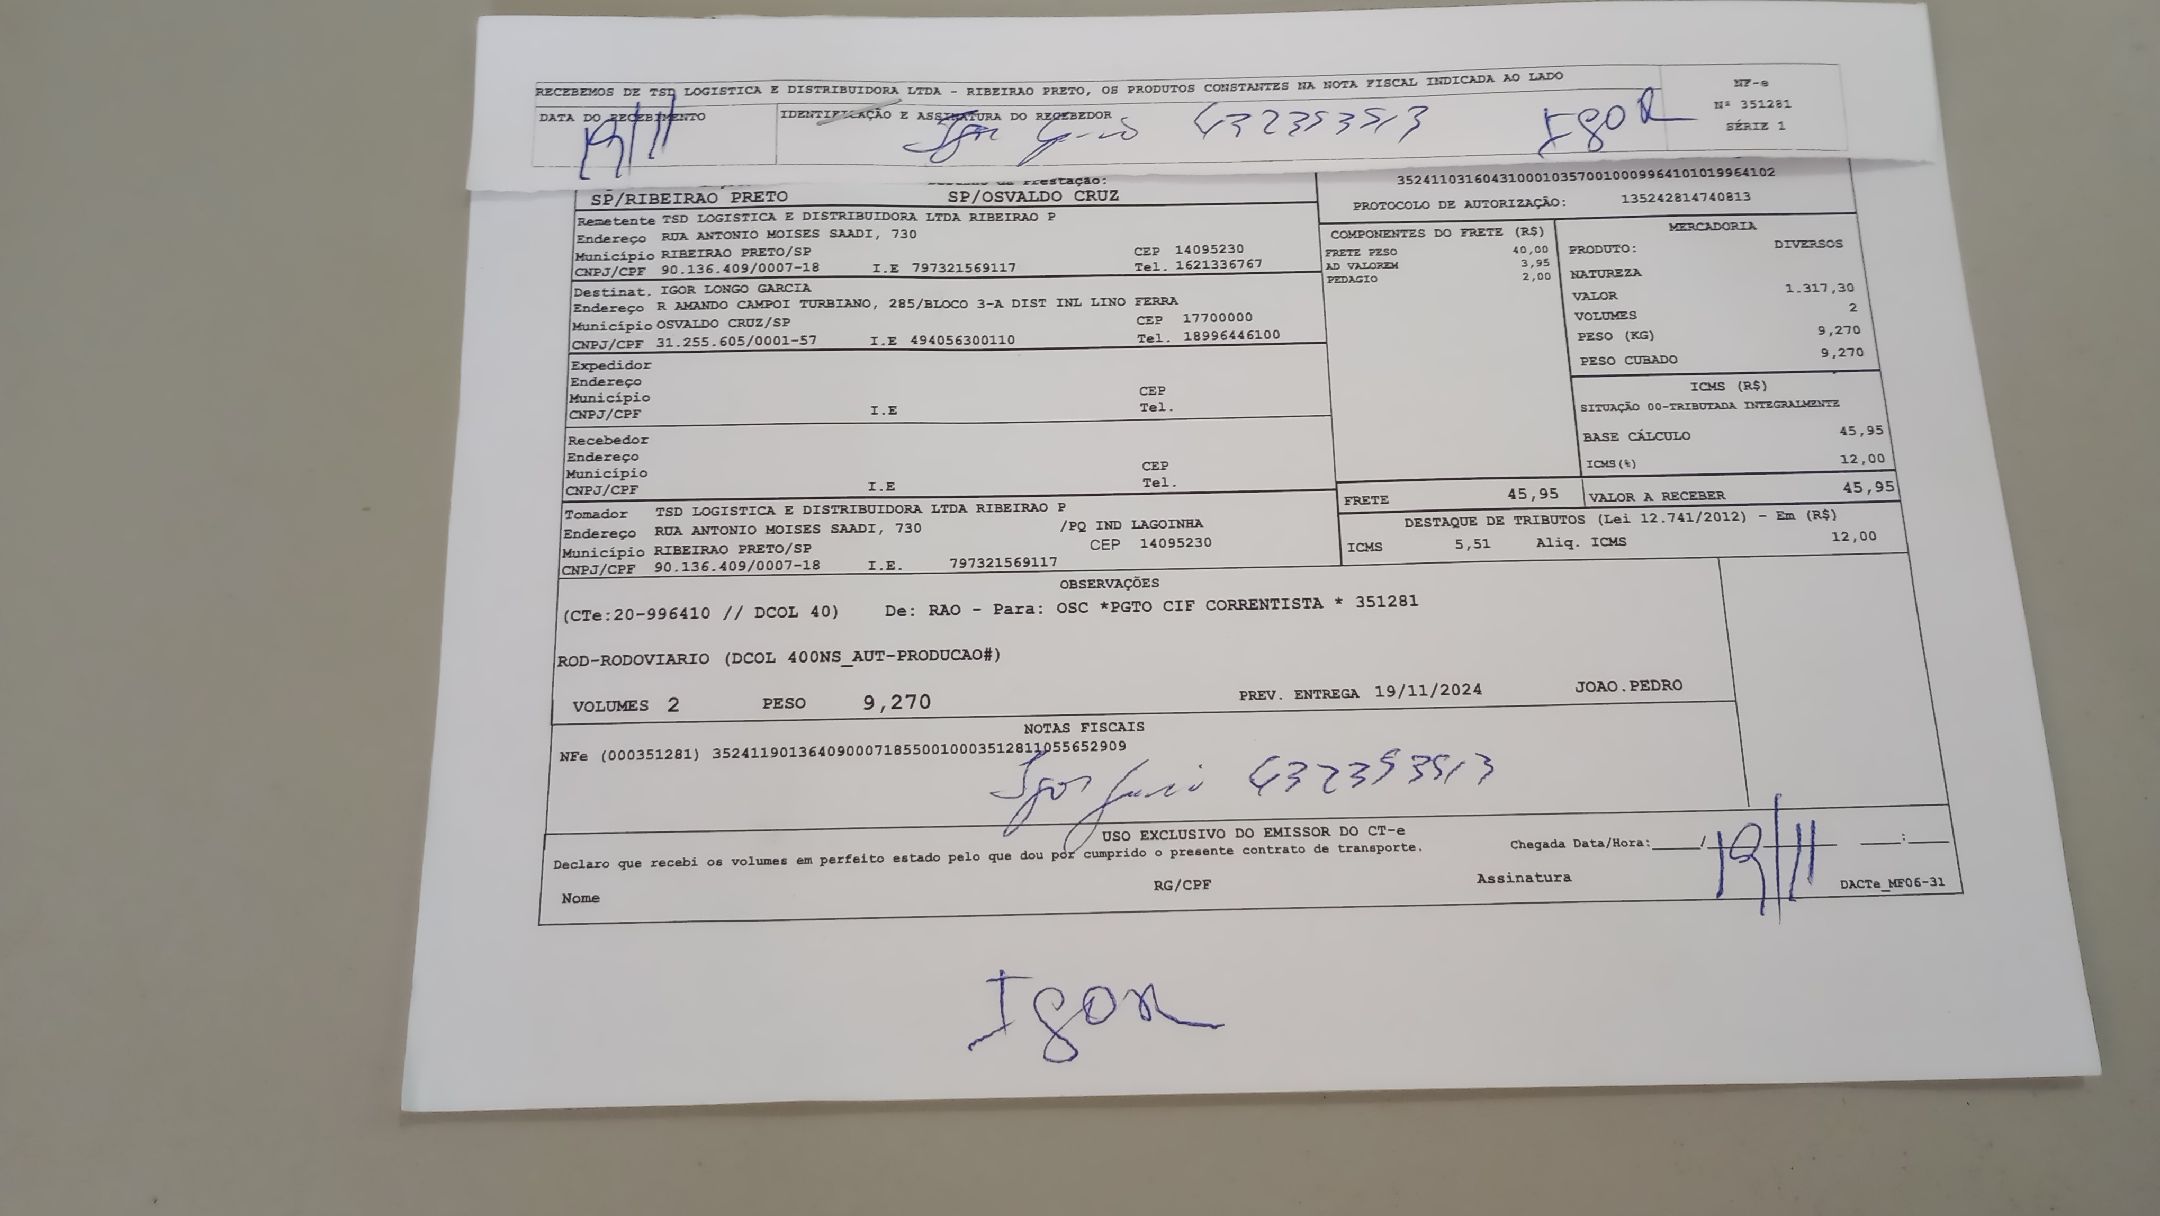 RECEBEMOS DE TSD LOGISTICA E DISTRIBUIDORA LTDA - RIBEIRAO PRETO, OS PRODUTOS CONSTANTES NA NOTA FISCAL INDICADA AO LADO
NF-e
Nº 351281
SÉRIE 1
DATA DO RECEBIMENTO
IDENTIFICAÇÃO E ASSINATURA DO RECEBEDOR
19/11
Igor 432353513 Igor
Prestação:
SP/RIBEIRAO PRETO SP/OSVALDO CRUZ
35241103160431000103570010009964101019964102
PROTOCOLO DE AUTORIZAÇÃO: 135242814740813
Remetente TSD LOGISTICA E DISTRIBUIDORA LTDA RIBEIRAO P
Endereço RUA ANTONIO MOISES SAADI, 730
Município RIBEIRAO PRETO/SP CEP 14095230
CNPJ/CPF 90.136.409/0007-18 I.E 797321569117 Tel. 1621336767
Destinat. IGOR LONGO GARCIA
Endereço R AMANDO CAMPOI TURBIANO, 285/BLOCO 3-A DIST INL LINO FERRA
Município OSVALDO CRUZ/SP CEP 17700000
CNPJ/CPF 31.255.605/0001-57 I.E 494056300110 Tel. 18996446100
Expedidor
Endereço
Município CEP
CNPJ/CPF I.E Tel.
Recebedor
Endereço
Município CEP
CNPJ/CPF I.E Tel.
Tomador TSD LOGISTICA E DISTRIBUIDORA LTDA RIBEIRAO P
Endereço RUA ANTONIO MOISES SAADI, 730 /PQ IND LAGOINHA
Município RIBEIRAO PRETO/SP CEP 14095230
CNPJ/CPF 90.136.409/0007-18 I.E. 797321569117
COMPONENTES DO FRETE (R$)
FRETE PESO 40,00
AD VALOREM 3,95
PEDAGIO 2,00
MERCADORIA
PRODUTO: DIVERSOS
NATUREZA
VALOR 1.317,30
VOLUMES 2
PESO (KG) 9,270
PESO CUBADO 9,270
ICMS (R$)
SITUAÇÃO 00-TRIBUTADA INTEGRALMENTE
BASE CÁLCULO 45,95
ICMS(%) 12,00
FRETE 45,95 VALOR A RECEBER 45,95
DESTAQUE DE TRIBUTOS (Lei 12.741/2012) - Em (R$)
ICMS 5,51 Aliq. ICMS 12,00
OBSERVAÇÕES
(CTe:20-996410 // DCOL 40) De: RAO - Para: OSC *PGTO CIF CORRENTISTA * 351281
ROD-RODOVIARIO (DCOL 400NS_AUT-PRODUCAO#)
VOLUMES 2 PESO 9,270 PREV. ENTREGA 19/11/2024 JOAO.PEDRO
NOTAS FISCAIS
NFe (000351281) 35241190136409000718550010003512811055652909
Igor 432353513
USO EXCLUSIVO DO EMISSOR DO CT-e
Declaro que recebi os volumes em perfeito estado pelo que dou por cumprido o presente contrato de transporte.
Chegada Data/Hora:_____/ 19/11 ____:____
Nome RG/CPF Assinatura DACTe_MF06-31
Igor